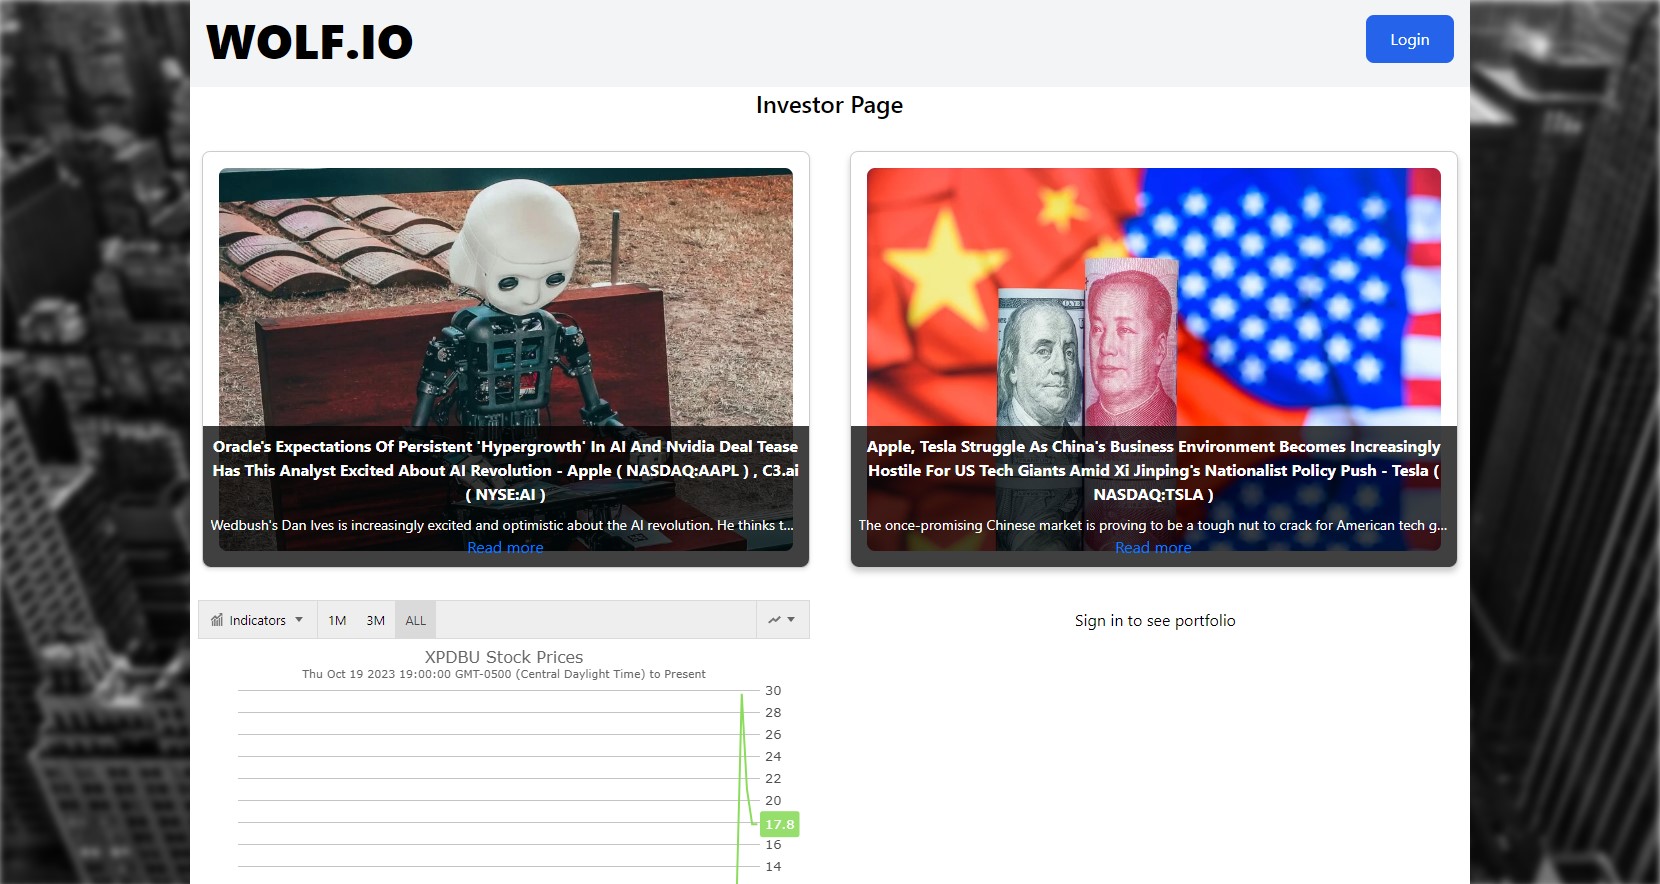 WOLF.IO
Login
Investor Page
Oracle's Expectations Of Persistent 'Hypergrowth' In AI And Nvidia Deal Tease
Has This Analyst Excited About AI Revolution - Apple ( NASDAQ:AAPL ) , C3.ai
( NYSE:AI )
Wedbush's Dan Ives is increasingly excited and optimistic about the AI revolution. He thinks t...
Read more
Apple, Tesla Struggle As China's Business Environment Becomes Increasingly
Hostile For US Tech Giants Amid Xi Jinping's Nationalist Policy Push - Tesla (
NASDAQ:TSLA )
The once-promising Chinese market is proving to be a tough nut to crack for American tech g...
Read more
Indicators 1M 3M ALL
Sign in to see portfolio
XPDBU Stock Prices
Thu Oct 19 2023 19:00:00 GMT-0500 (Central Daylight Time) to Present
30
28
26
24
22
20
17.8
16
14